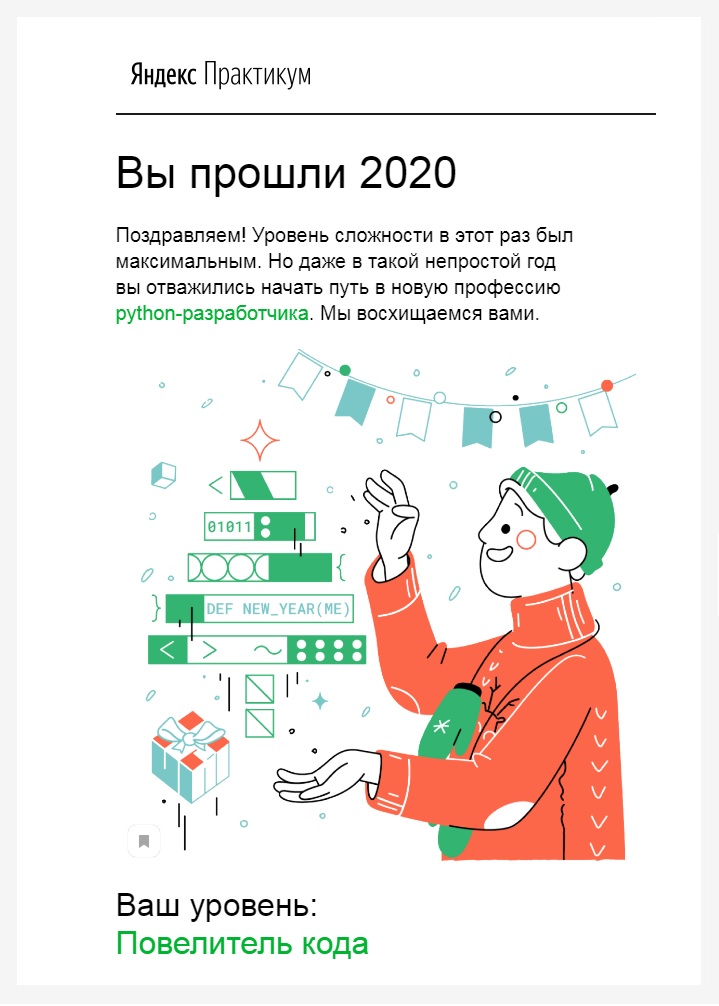 Яндекс Практикум
Вы прошли 2020
Поздравляем! Уровень сложности в этот раз был
максимальным. Но даже в такой непростой год
вы отважились начать путь в новую профессию
python-разработчика. Мы восхищаемся вами.
<
01011
{
} DEF NEW_YEAR(ME)
< > ~
Ваш уровень:
Повелитель кода